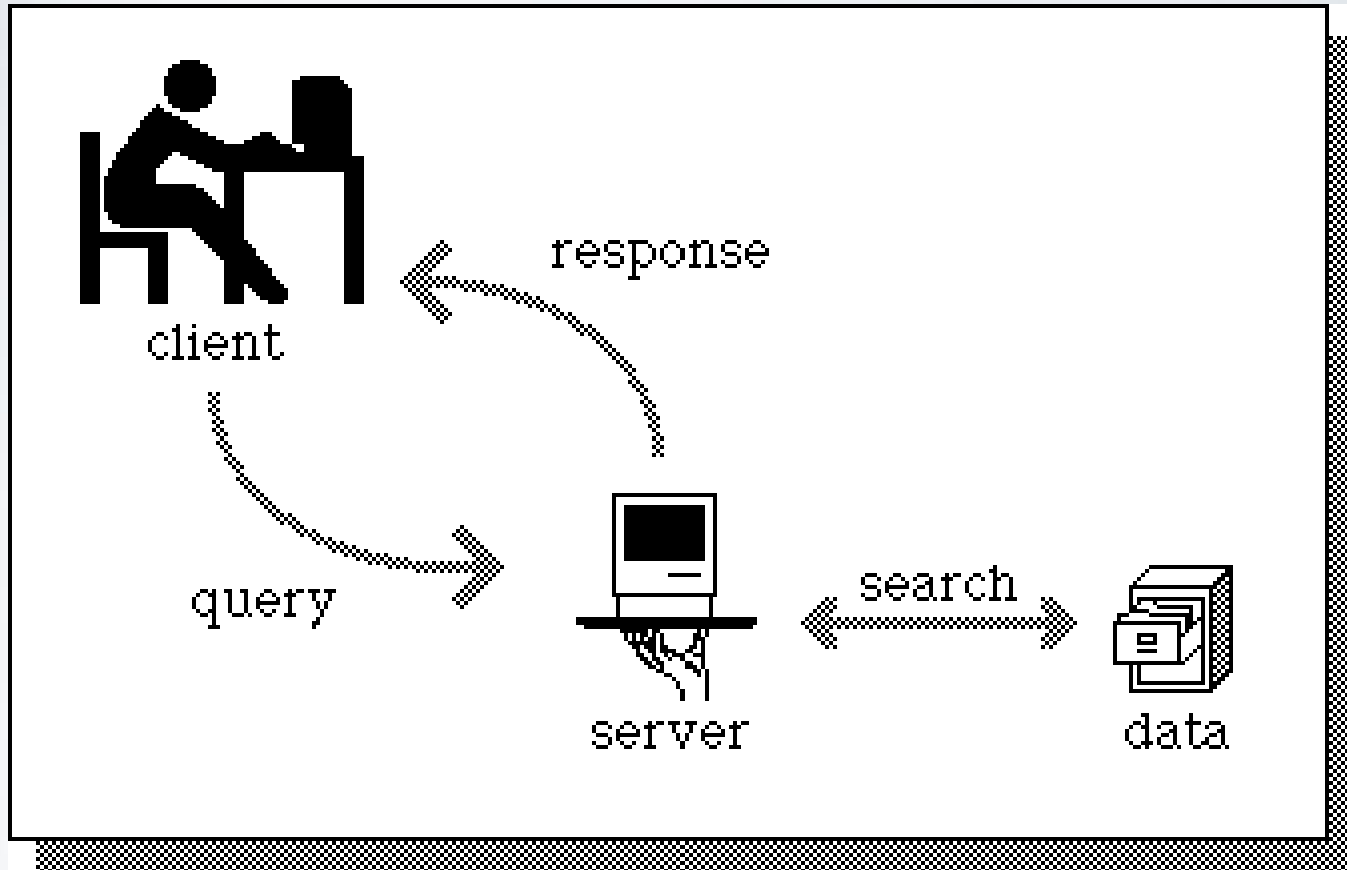 response
client
query
search
server
data